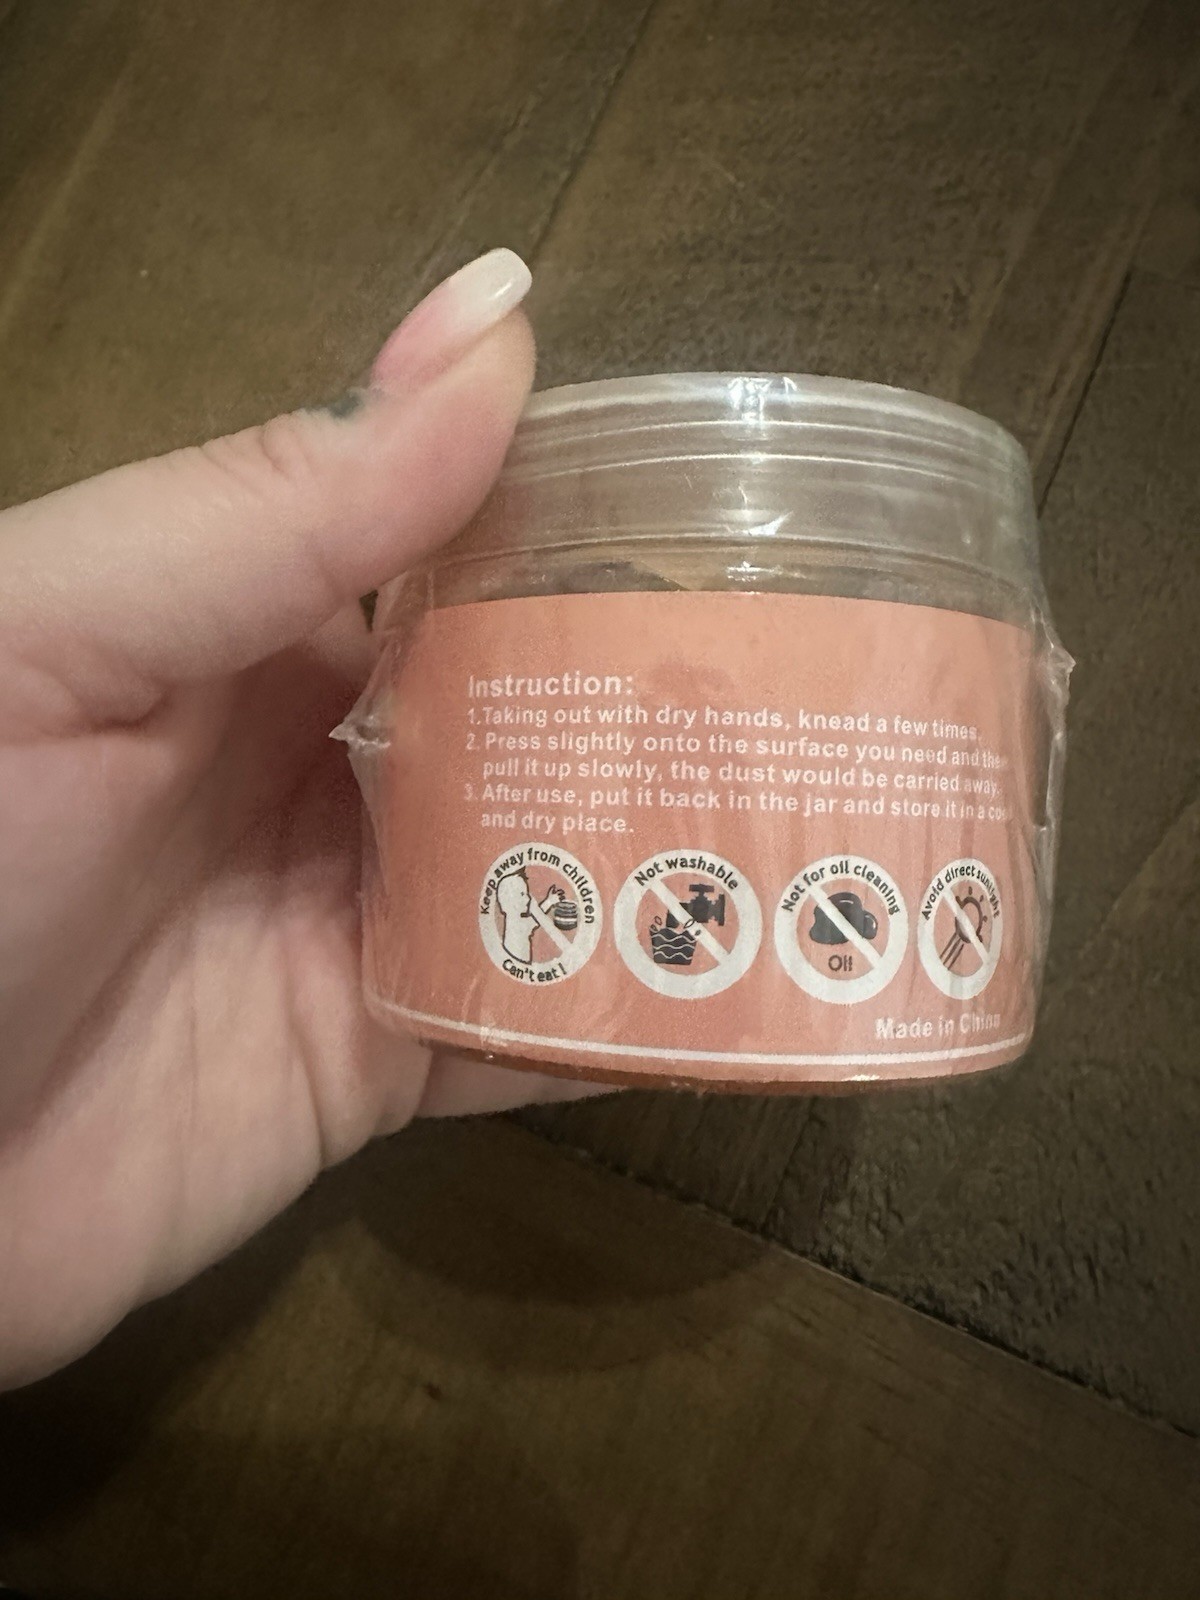 Instruction:
1.Taking out with dry hands, knead a few times.
2. Press slightly onto the surface you need and then
pull it up slowly, the dust would be carried away.
3. After use, put it back in the jar and store it in a cool
and dry place.
Keep away from children
Can't eat!
Not washable
Not for oil cleaning
Oil
Avoid direct sunlight
Made in China